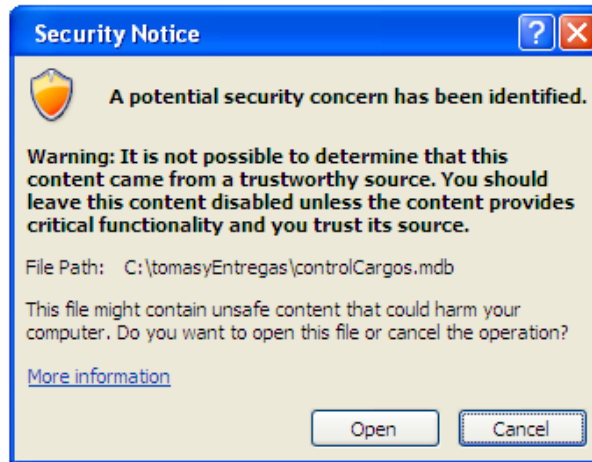 Security Notice
A potential security concern has been identified.
Warning: It is not possible to determine that this
content came from a trustworthy source. You should
leave this content disabled unless the content provides
critical functionality and you trust its source.
File Path: C:\tomasyEntregas\controlCargos.mdb
This file might contain unsafe content that could harm your
computer. Do you want to open this file or cancel the operation?
More information
Open Cancel